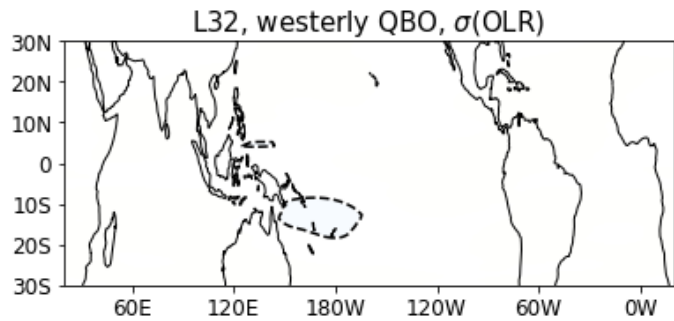 L32, westerly QBO, σ(OLR)
30N
20N
10N
0
10S
20S
30S
60E 120E 180W 120W 60W 0W